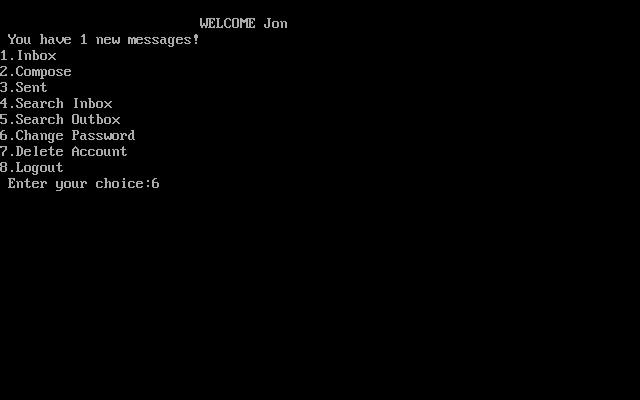 WELCOME Jon
You have 1 new messages!
1.Inbox
2.Compose
3.Sent
4.Search Inbox
5.Search Outbox
6.Change Password
7.Delete Account
8.Logout
Enter your choice:6